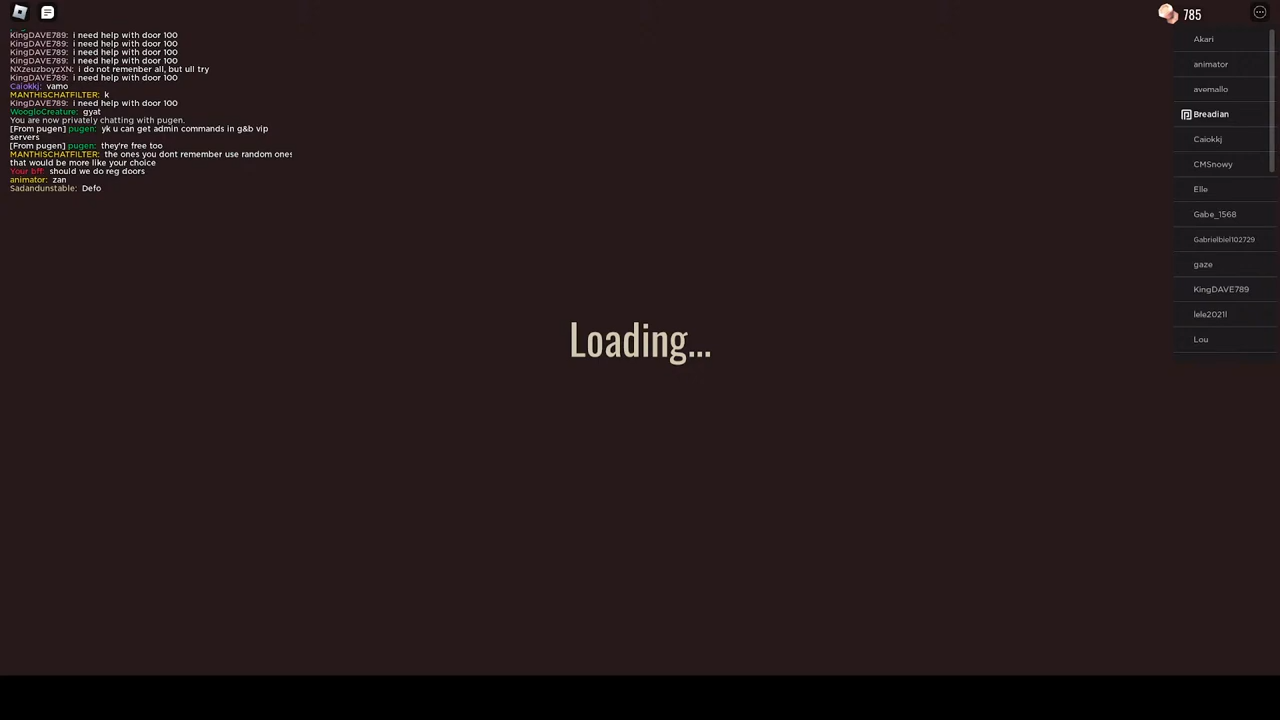 785
KingDAVE789: i need help with door 100
KingDAVE789: i need help with door 100
KingDAVE789: i need help with door 100
KingDAVE789: i need help with door 100
NXzeuzboyzXN: i do not remenber all, but ull try
KingDAVE789: i need help with door 100
Caiokkj: vamo
MANTHISCHATFILTER: k
KingDAVE789: i need help with door 100
WoogloCreature: gyat
You are now privately chatting with pugen.
[From pugen] pugen: yk u can get admin commands in g&b vip
servers
[From pugen] pugen: they're free too
MANTHISCHATFILTER: the ones you dont remember use random ones
that would be more like your choice
Your bff: should we do reg doors
animator: zan
Sadandunstable: Defo
Loading...
Akari
animator
avemallo
Breadian
Caiokkj
CMSnowy
Elle
Gabe_1568
Gabrielbiel102729
gaze
KingDAVE789
lele2021l
Lou